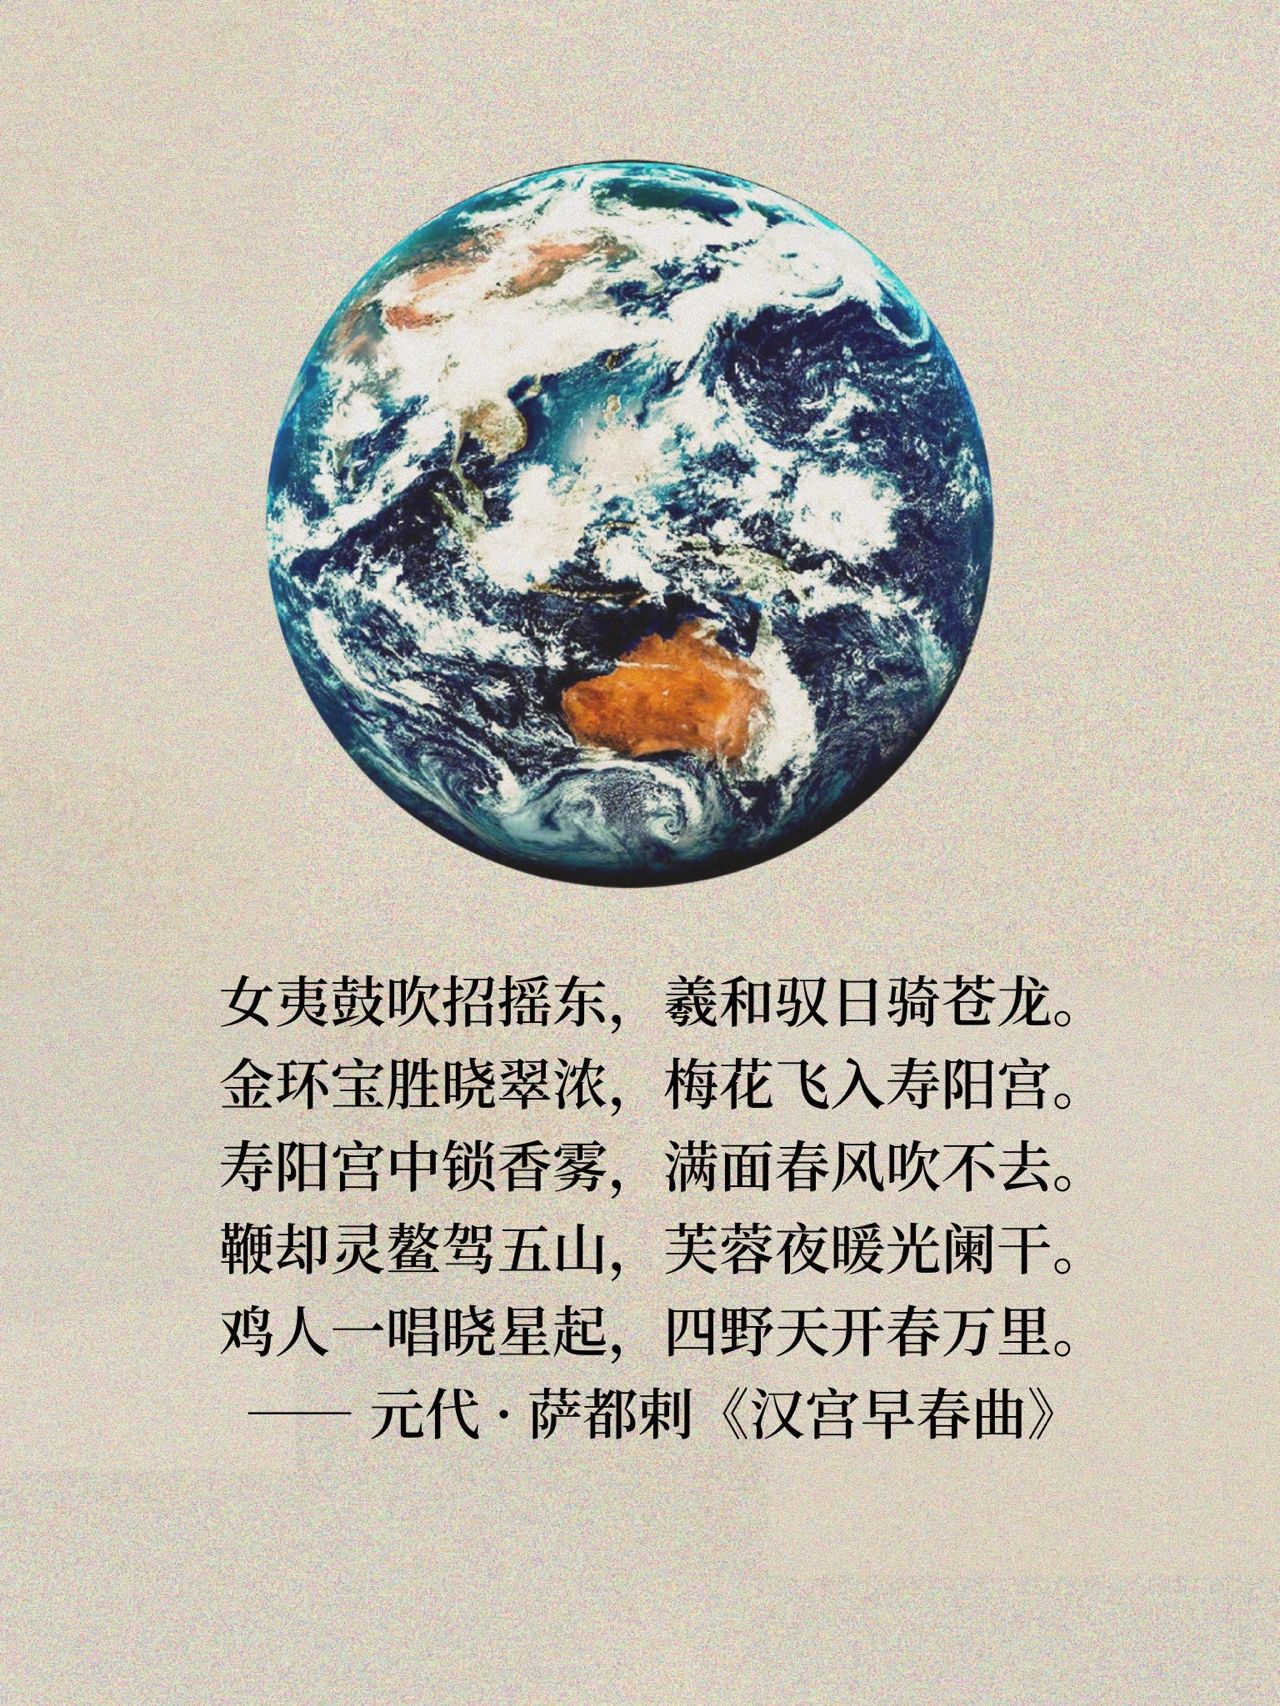 女夷鼓吹招摇东，羲和驭日骑苍龙。
金环宝胜晓翠浓，梅花飞入寿阳宫。
寿阳宫中锁香雾，满面春风吹不去。
鞭却灵鳌驾五山，芙蓉夜暖光阑干。
鸡人一唱晓星起，四野天开春万里。
—— 元代 · 萨都剌《汉宫早春曲》